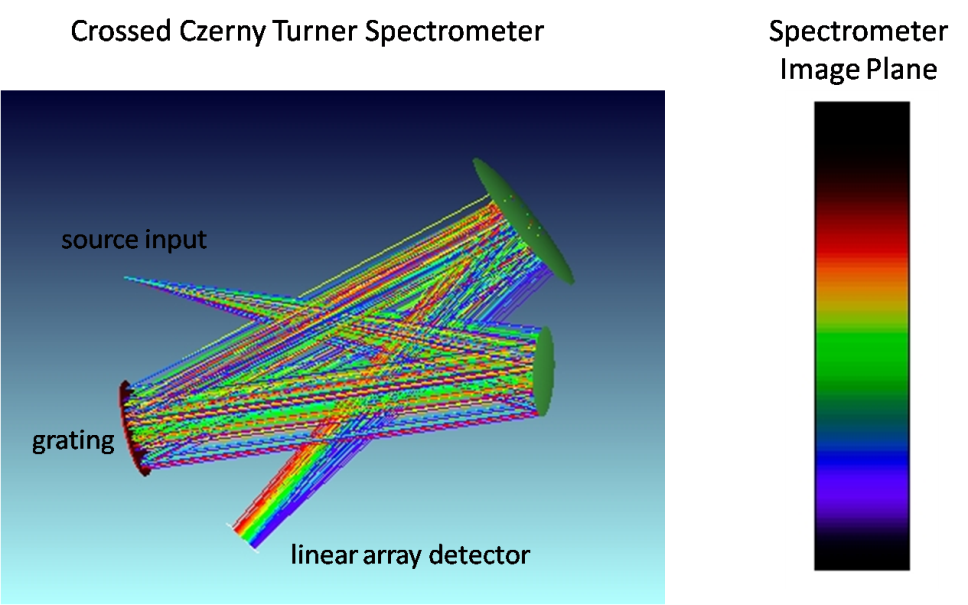 Crossed Czerny Turner Spectrometer
Spectrometer
Image Plane
source input
grating
linear array detector